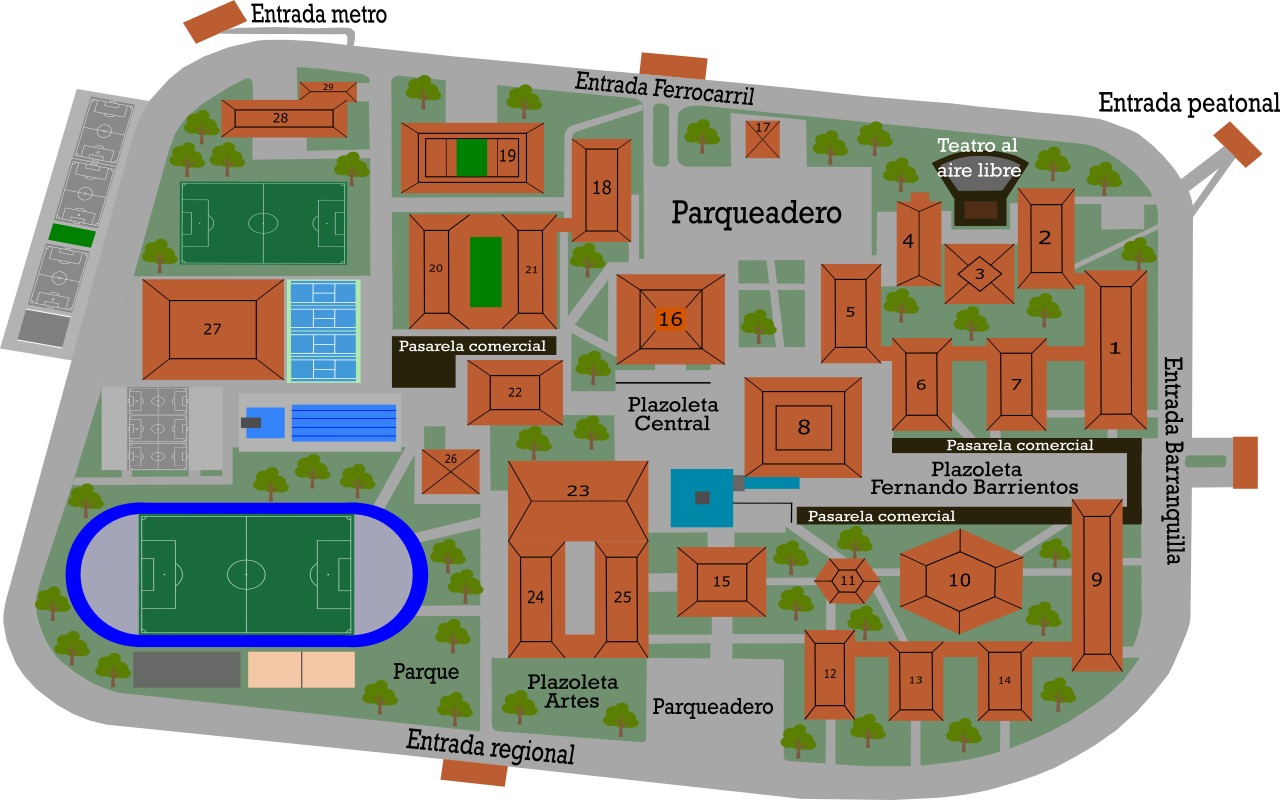 Entrada metro
Entrada Ferrocarril
Entrada peatonal
29
28
19
17
18
Teatro al
aire libre
Parqueadero
4
2
3
20
21
5
16
27
1
Pasarela comercial
22
6
7
Plazoleta
Central
8
Entrada Barranquilla
Pasarela comercial
26
Plazoleta
Fernando Barrientos
23
Pasarela comercial
24
25
15
11
10
9
Parque
Plazoleta
Artes
Parqueadero
12
13
14
Entrada regional